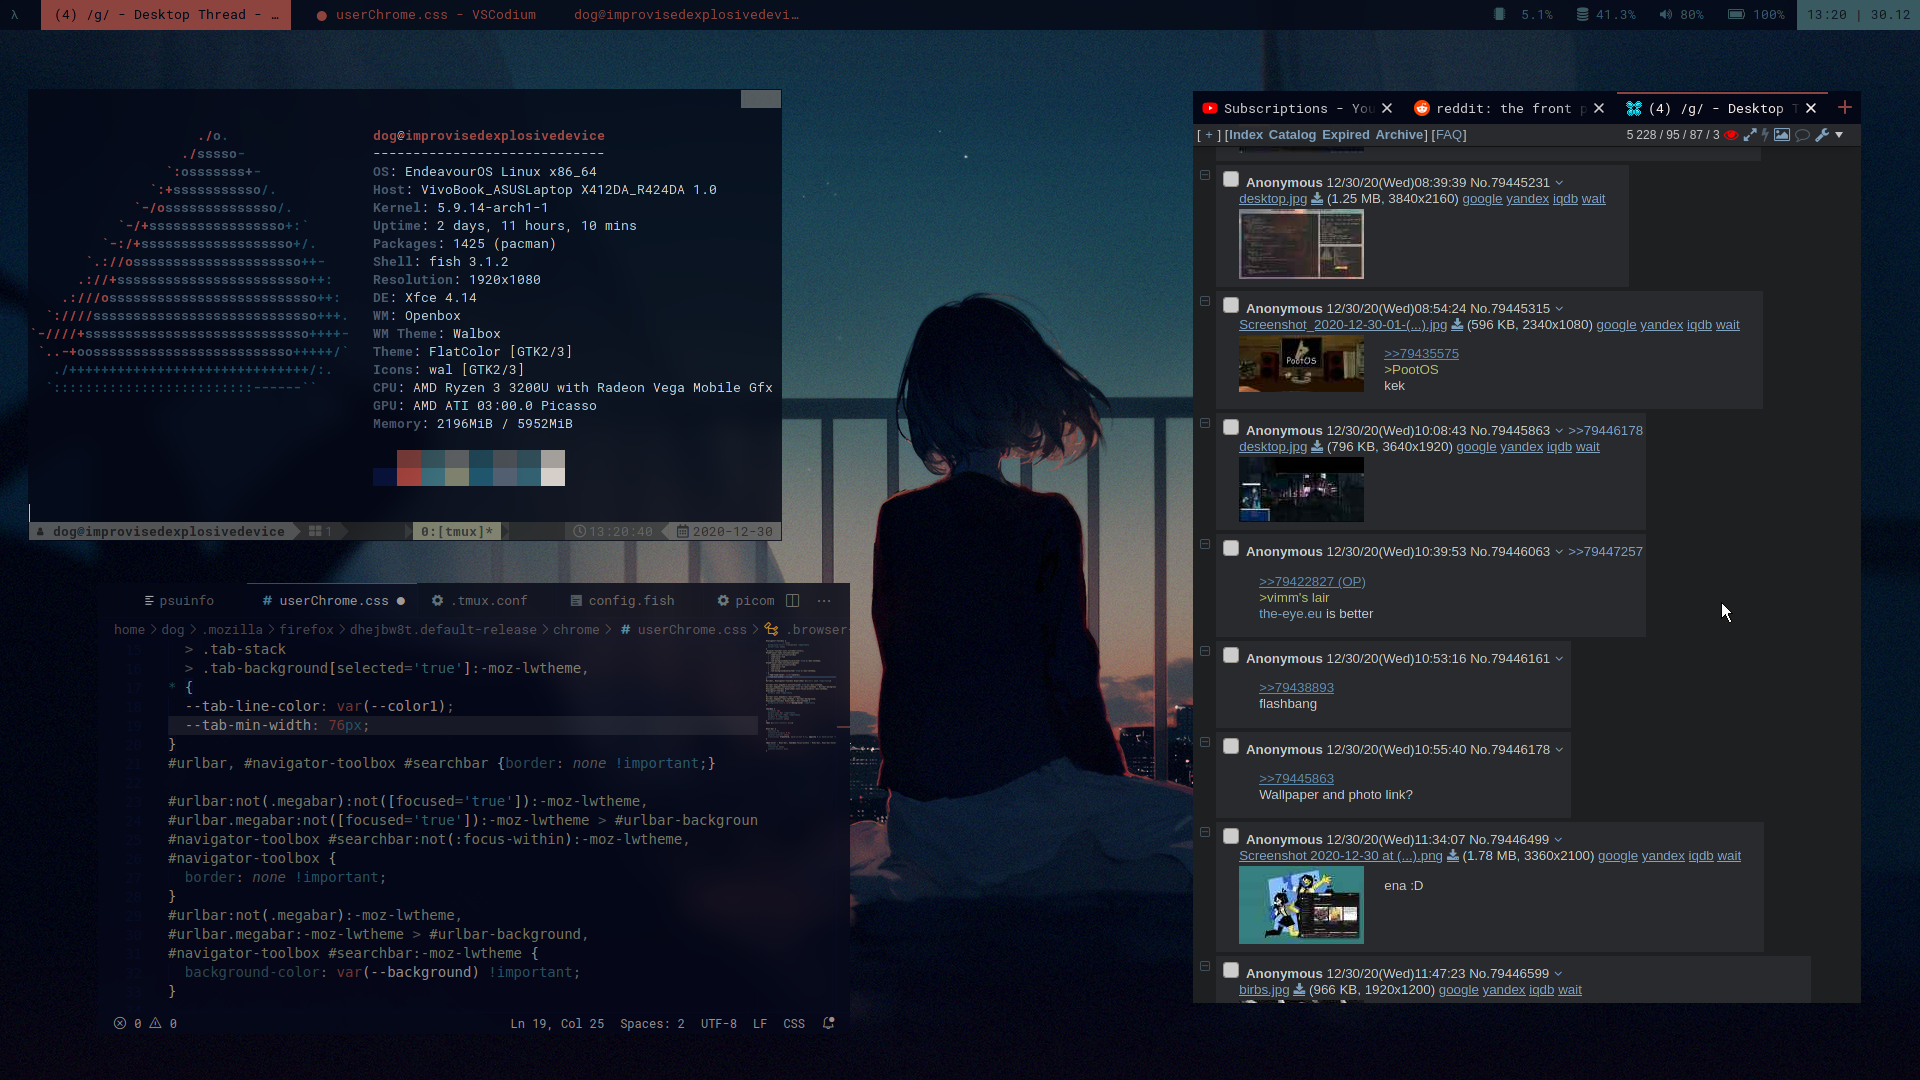 λ (4) /g/ - Desktop Thread - … userChrome.css - VSCodium dog@improvisedexplosivedevi… 5.1% 41.3% 80% 100% 13:20 | 30.12
./o.
./sssso-
`:osssssss+-
`:+sssssssssso/.
`-/ossssssssssssso/.
`-/+sssssssssssssssso+:`
`-:/+sssssssssssssssssso+/.
`.://osssssssssssssssssssso++-
.://+ssssssssssssssssssssssso++:
.:///ossssssssssssssssssssssssso++:
`:////ssssssssssssssssssssssssssso+++.
`-////+ssssssssssssssssssssssssssso++++-
`..-+oosssssssssssssssssssssssso+++++/`
./++++++++++++++++++++++++++++++/:.
`:::::::::::::::::::::::::------``
dog@improvisedexplosivedevice
-----------------------------
OS: EndeavourOS Linux x86_64
Host: VivoBook_ASUSLaptop X412DA_R424DA 1.0
Kernel: 5.9.14-arch1-1
Uptime: 2 days, 11 hours, 10 mins
Packages: 1425 (pacman)
Shell: fish 3.1.2
Resolution: 1920x1080
DE: Xfce 4.14
WM: Openbox
WM Theme: Walbox
Theme: FlatColor [GTK2/3]
Icons: wal [GTK2/3]
CPU: AMD Ryzen 3 3200U with Radeon Vega Mobile Gfx
GPU: AMD ATI 03:00.0 Picasso
Memory: 2196MiB / 5952MiB
dog@improvisedexplosivedevice 1 0:[tmux]* 13:20:40 2020-12-30
psuinfo # userChrome.css .tmux.conf config.fish picom …
home > dog > .mozilla > firefox > dhejbw8t.default-release > chrome > # userChrome.css > .browser
> .tab-stack
> .tab-background[selected='true']:-moz-lwtheme,
* {
--tab-line-color: var(--color1);
--tab-min-width: 76px;
}
#urlbar, #navigator-toolbox #searchbar {border: none !important;}
#urlbar:not(.megabar):not([focused='true']):-moz-lwtheme,
#urlbar.megabar:not([focused='true']):-moz-lwtheme > #urlbar-backgroun
#navigator-toolbox #searchbar:not(:focus-within):-moz-lwtheme,
#navigator-toolbox {
border: none !important;
}
#urlbar:not(.megabar):-moz-lwtheme,
#urlbar.megabar:-moz-lwtheme > #urlbar-background,
#navigator-toolbox #searchbar:-moz-lwtheme {
background-color: var(--background) !important;
}
0 0 Ln 19, Col 25 Spaces: 2 UTF-8 LF CSS
Subscriptions - You reddit: the front p (4) /g/ - Desktop T
[ + ] [Index Catalog Expired Archive] [FAQ] 5 228 / 95 / 87 / 3
Anonymous 12/30/20(Wed)08:39:39 No.79445231
desktop.jpg (1.25 MB, 3840x2160) google yandex iqdb wait
Anonymous 12/30/20(Wed)08:54:24 No.79445315
Screenshot_2020-12-30-01-(...).jpg (596 KB, 2340x1080) google yandex iqdb wait
PootOS
>>79435575
>PootOS
kek
Anonymous 12/30/20(Wed)10:08:43 No.79445863 >>79446178
desktop.jpg (796 KB, 3640x1920) google yandex iqdb wait
Anonymous 12/30/20(Wed)10:39:53 No.79446063 >>79447257
>>79422827 (OP)
>vimm's lair
the-eye.eu is better
Anonymous 12/30/20(Wed)10:53:16 No.79446161
>>79438893
flashbang
Anonymous 12/30/20(Wed)10:55:40 No.79446178
>>79445863
Wallpaper and photo link?
Anonymous 12/30/20(Wed)11:34:07 No.79446499
Screenshot 2020-12-30 at (...).png (1.78 MB, 3360x2100) google yandex iqdb wait
ena :D
Anonymous 12/30/20(Wed)11:47:23 No.79446599
birbs.jpg (966 KB, 1920x1200) google yandex iqdb wait